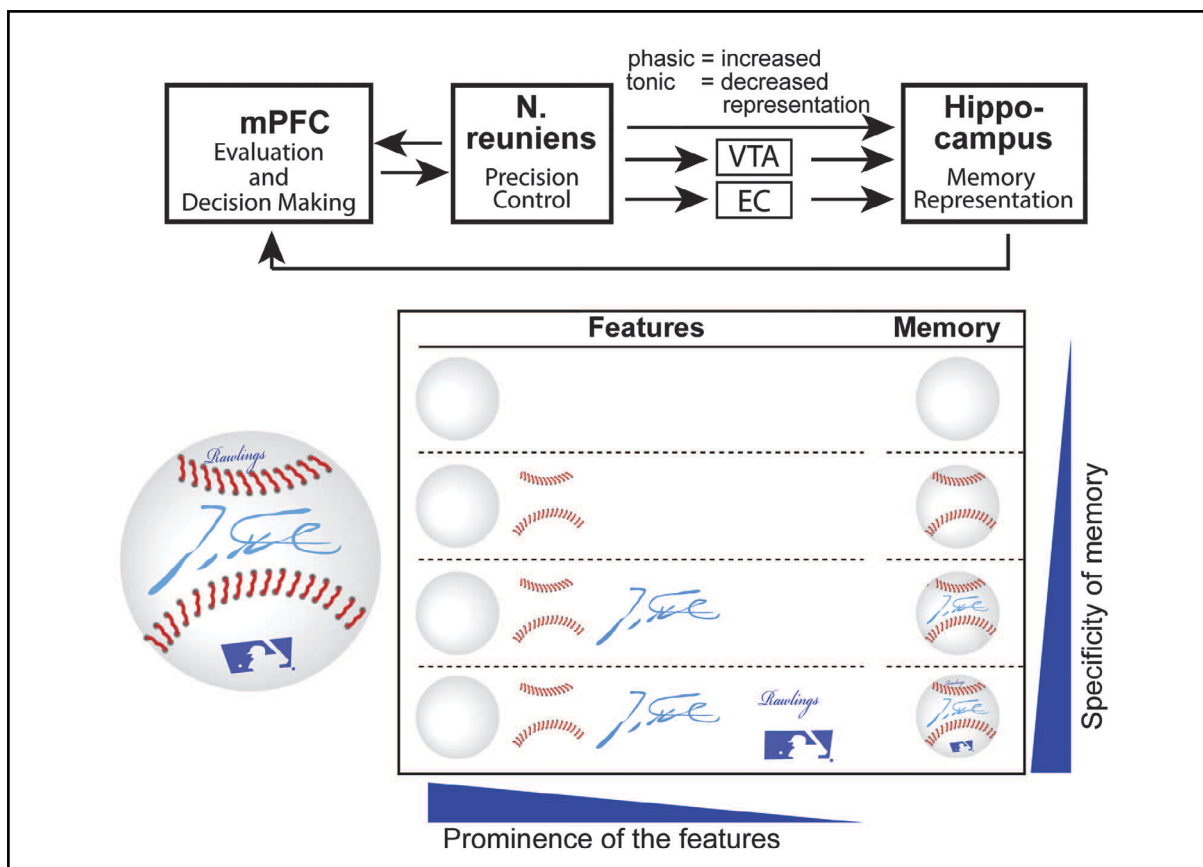 phasic = increased
tonic = decreased
representation
mPFC
Evaluation
and
Decision Making
N.
reuniens
Precision
Control
VTA
EC
Hippo-
campus
Memory
Representation
Features
Memory
Rawlings
Rawlings
Rawlings
Specificity of memory
Prominence of the features